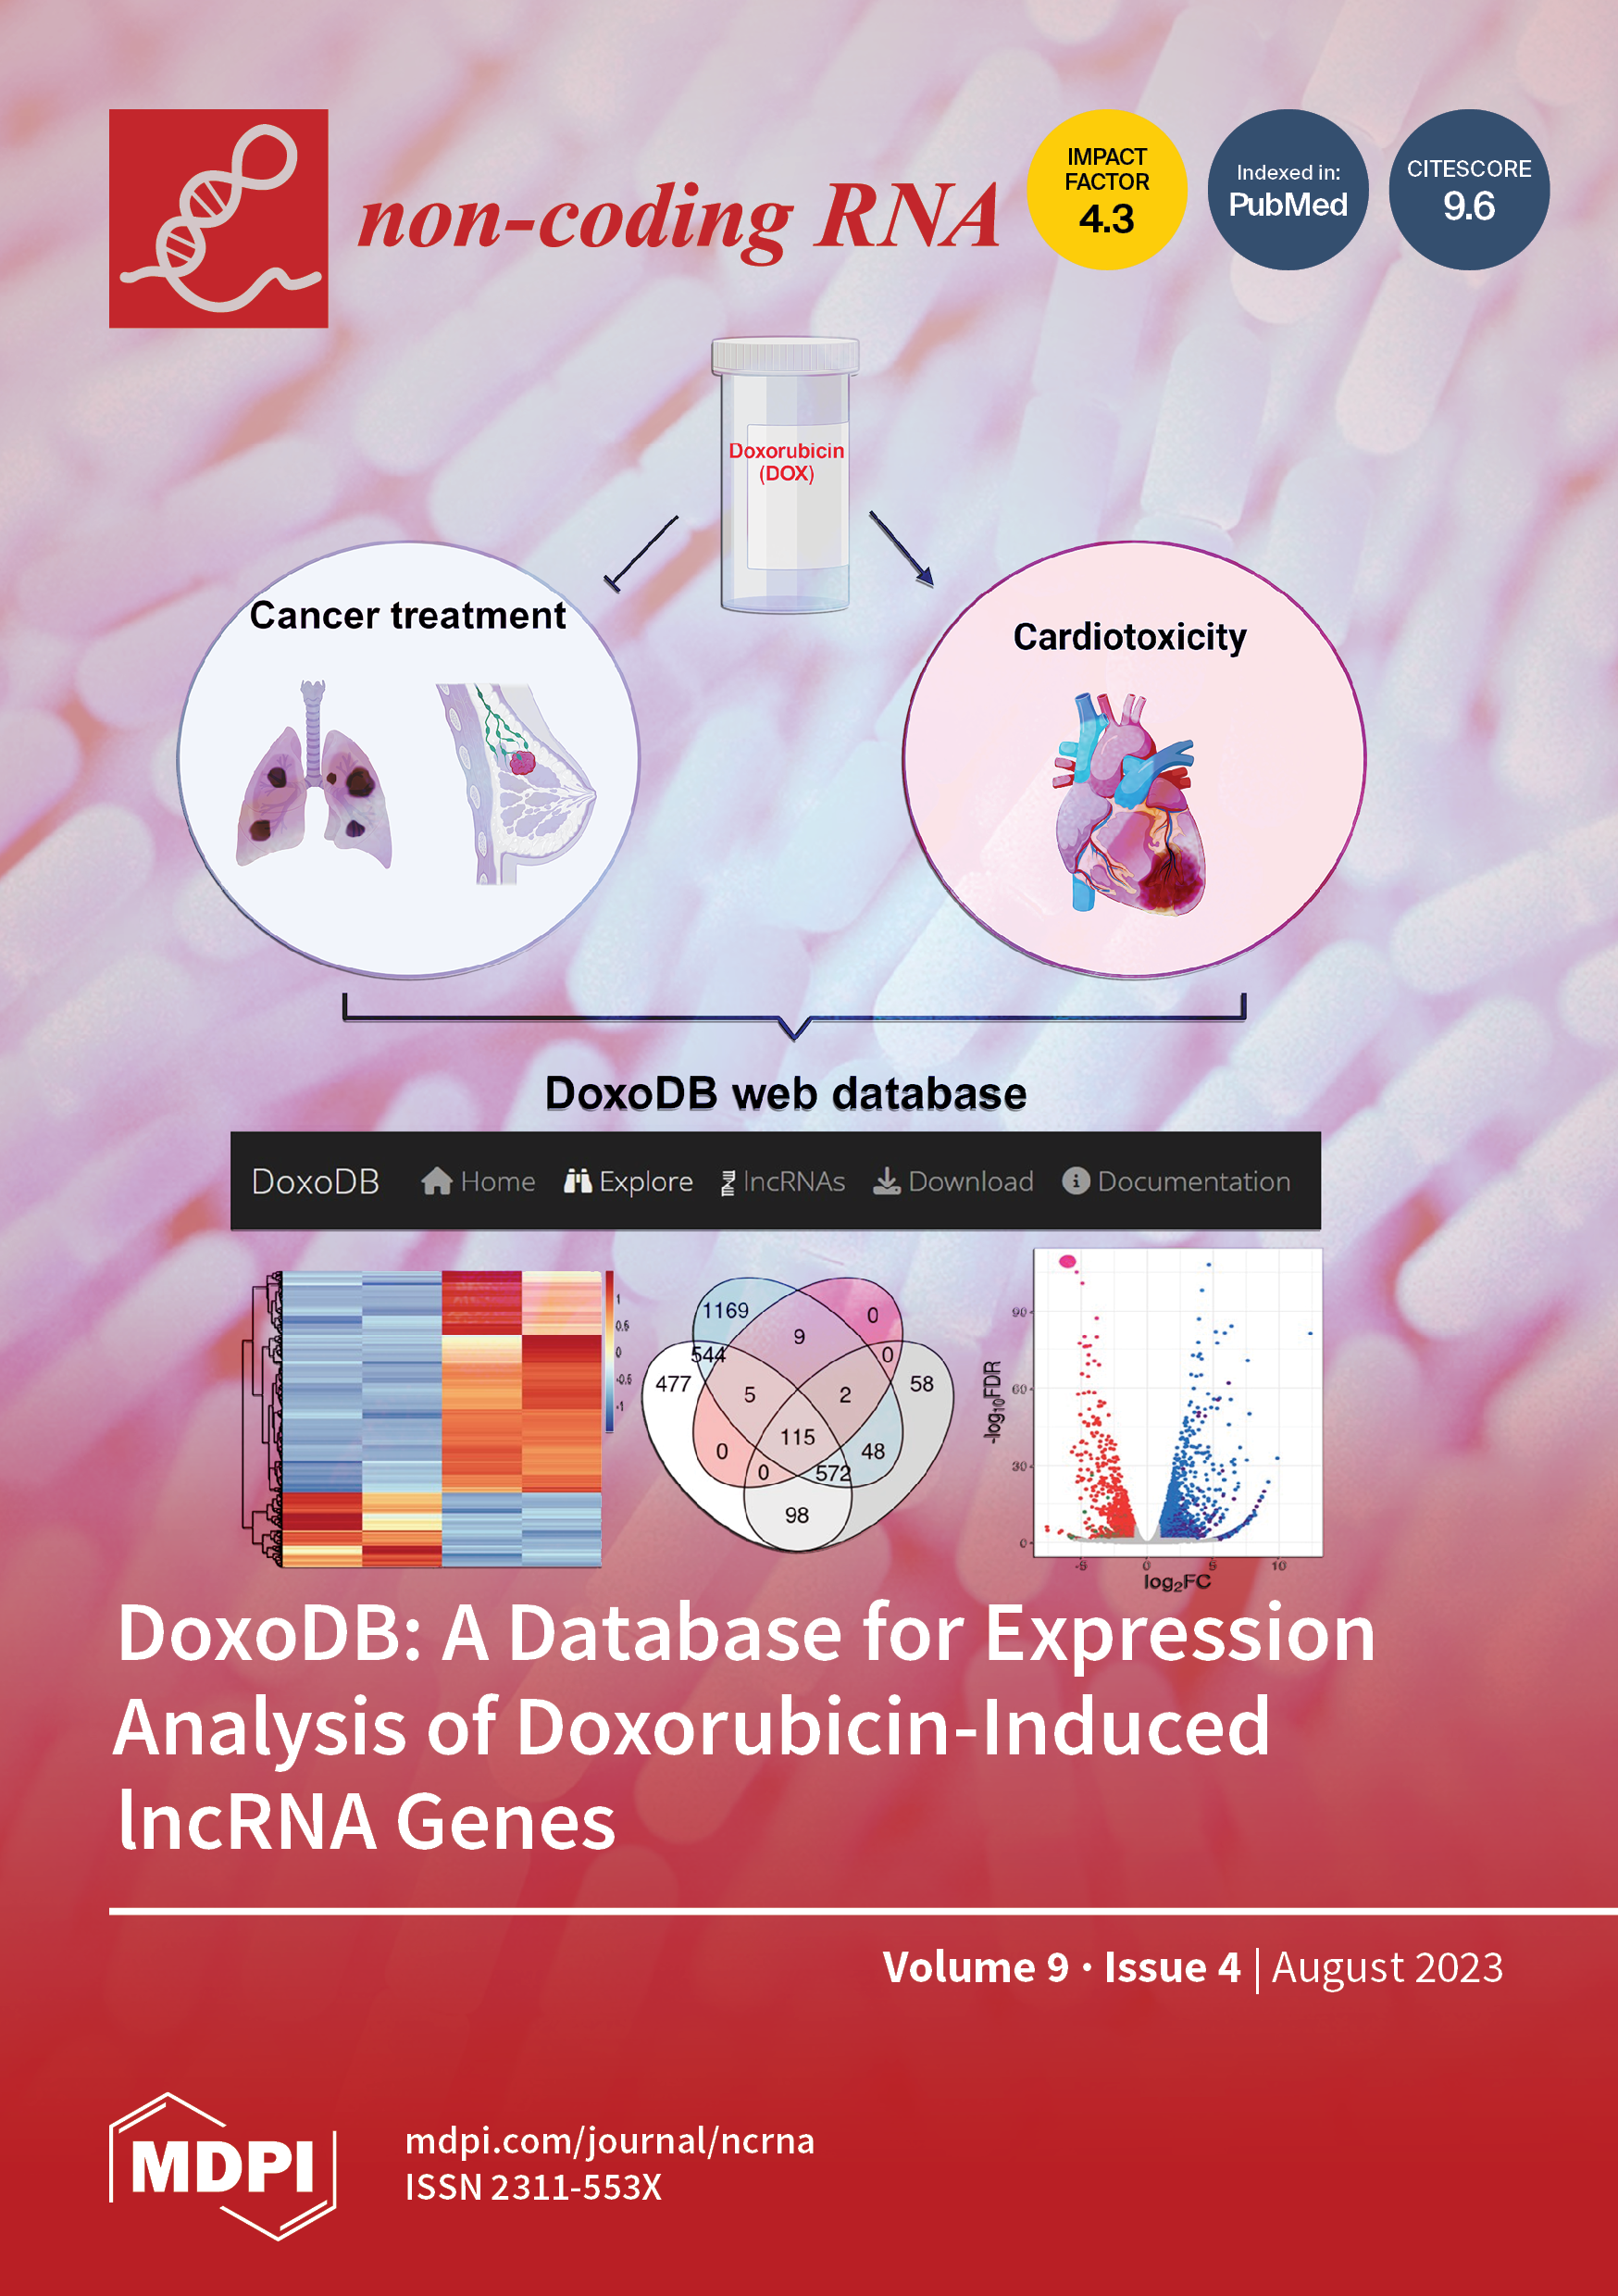 non-coding RNA
IMPACT
FACTOR
4.3
Indexed in:
PubMed
CITESCORE
9.6
Doxorubicin
(DOX)
Cancer treatment
Cardiotoxicity
DoxoDB web database
DoxoDB Home Explore lncRNAs Download Documentation
1
0.5
0
-0.5
-1
1169
0
9
544
0
477
5
2
58
115
0
48
0
572
98
-log10FDR
90
60
30
0
-5 0 5 10
log2FC
DoxoDB: A Database for Expression
Analysis of Doxorubicin-Induced
lncRNA Genes
Volume 9 · Issue 4 | August 2023
MDPI
mdpi.com/journal/ncrna
ISSN 2311-553X